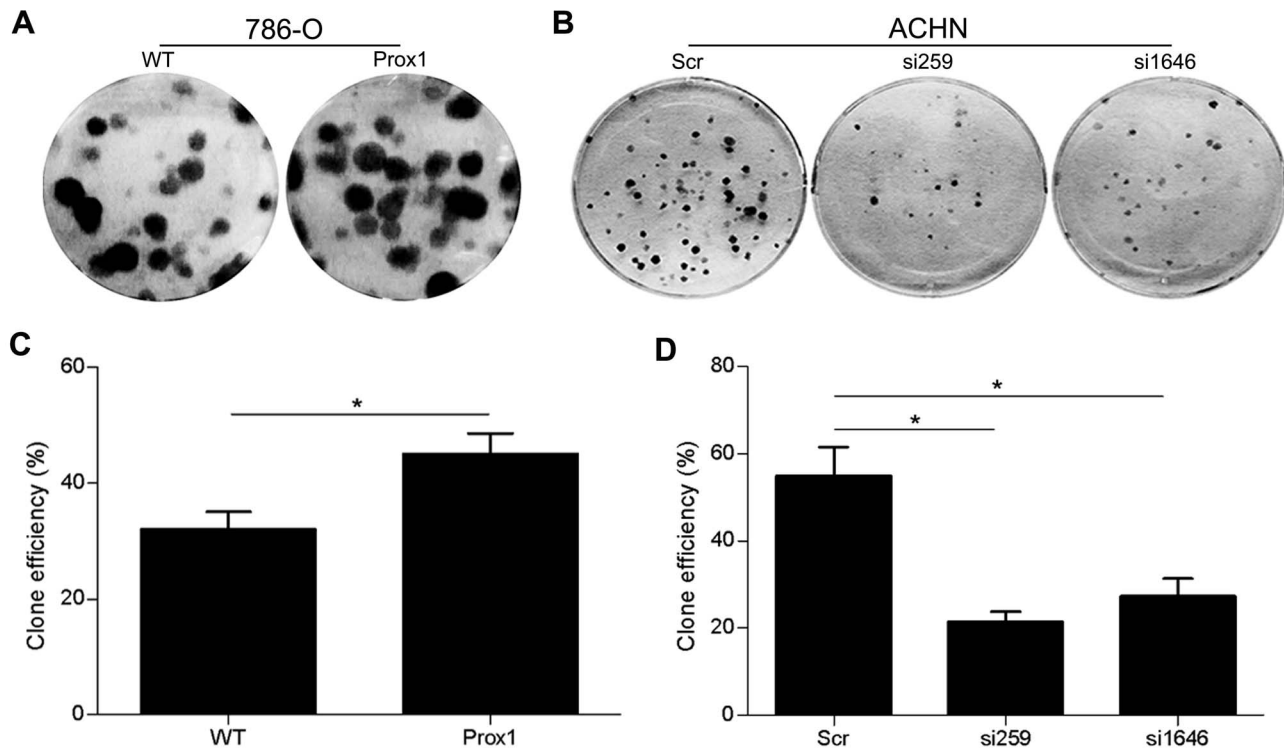 A
786-O
WT
Prox1
B
ACHN
Scr
si259
si1646
C
Clone efficiency (%)
60
40
20
0
*
WT
Prox1
D
Clone efficiency (%)
80
60
40
20
0
*
*
Scr
si259
si1646